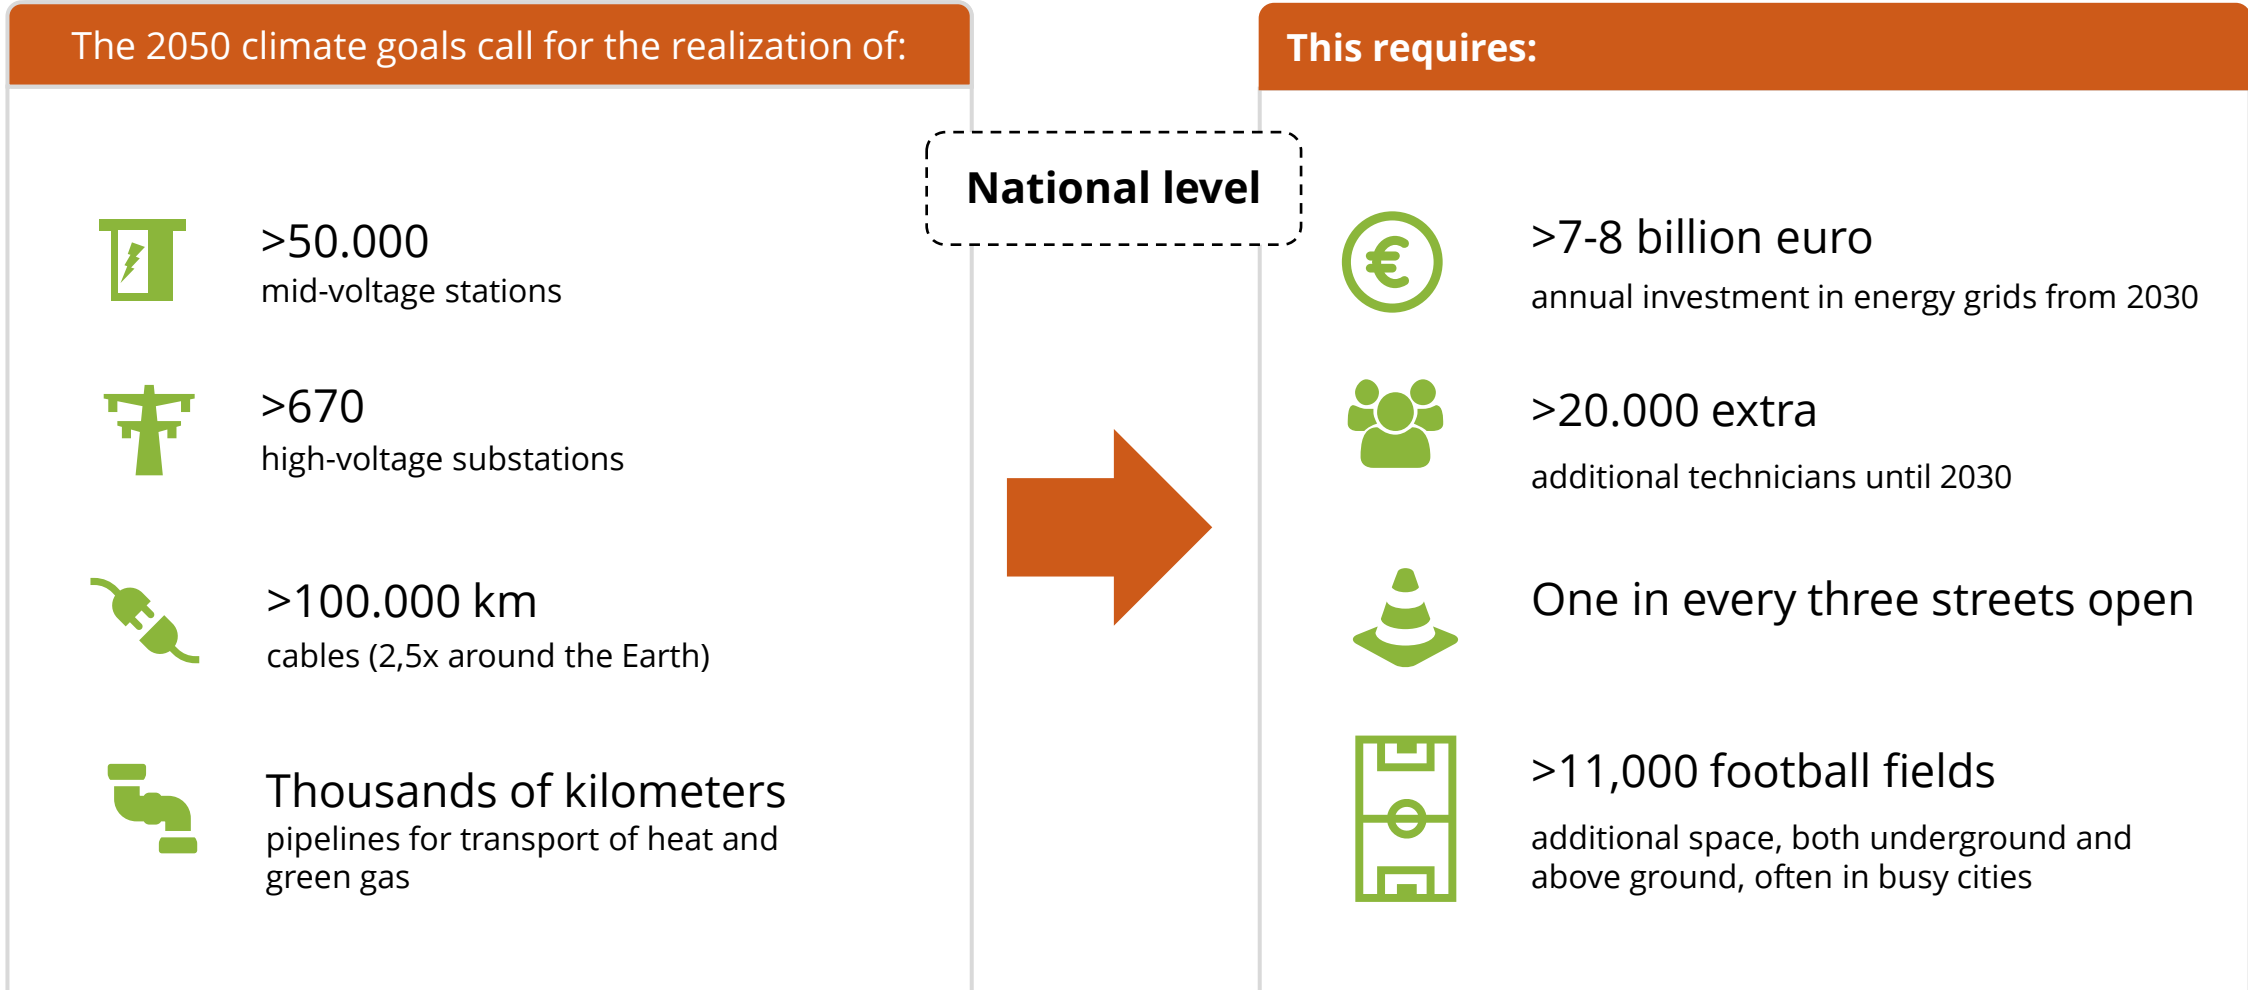 The 2050 climate goals call for the realization of:
>50.000
mid-voltage stations
>670
high-voltage substations
>100.000 km
cables (2,5x around the Earth)
Thousands of kilometers
pipelines for transport of heat and
green gas
National level
This requires:
>7-8 billion euro
annual investment in energy grids from 2030
>20.000 extra
additional technicians until 2030
One in every three streets open
>11,000 football fields
additional space, both underground and
above ground, often in busy cities